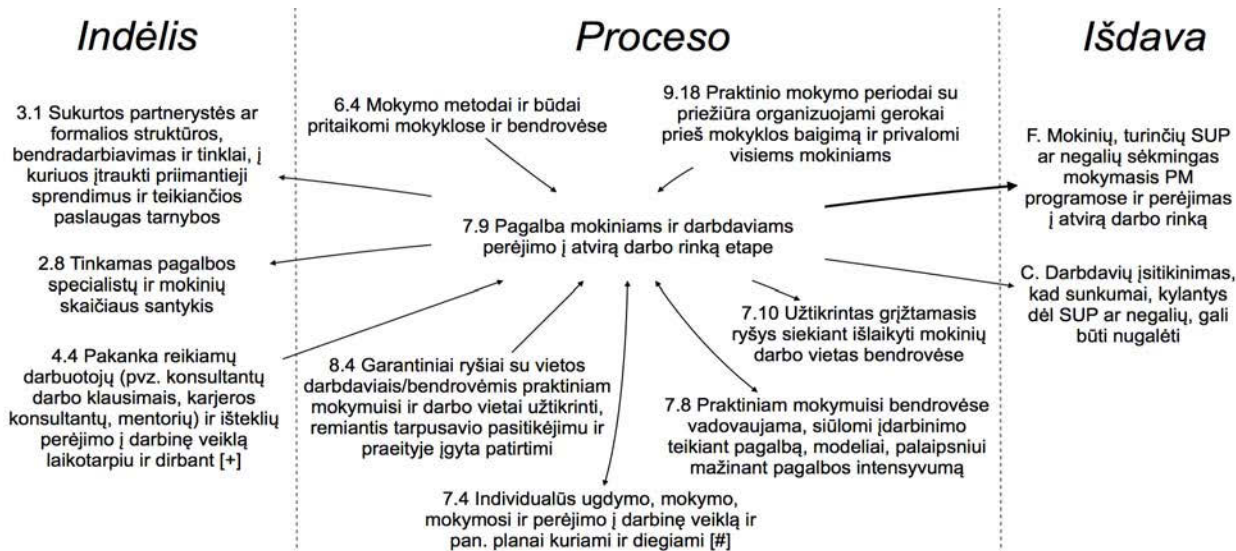 Indėlis
Proceso
Išdava
3.1 Sukurtos partnerystės ar
formalios struktūros,
bendradarbiavimas ir tinklai, į
kuriuos įtraukti priimantieji
sprendimus ir teikiančios
paslaugas tarnybos
2.8 Tinkamas pagalbos
specialistų ir mokinių
skaičiaus santykis
4.4 Pakanka reikiamų
darbuotojų (pvz. konsultantų
darbo klausimais, karjeros
konsultantų, mentorių) ir išteklių
perėjimo į darbinę veiklą
laikotarpiu ir dirbant [+]
6.4 Mokymo metodai ir būdai
pritaikomi mokyklose ir bendrovėse
9.18 Praktinio mokymo periodai su
priežiūra organizuojami gerokai
prieš mokyklos baigimą ir privalomi
visiems mokiniams
7.9 Pagalba mokiniams ir darbdaviams
perėjimo į atvirą darbo rinką etape
7.10 Užtikrintas grįžtamasis
ryšys siekiant išlaikyti mokinių
darbo vietas bendrovėse
8.4 Garantiniai ryšiai su vietos
darbdaviais/bendrovėmis praktiniam
mokymuisi ir darbo vietai užtikrinti,
remiantis tarpusavio pasitikėjimu ir
praeityje įgyta patirtimi
7.8 Praktiniam mokymuisi bendrovėse
vadovaujama, siūlomi įdarbinimo
teikiant pagalbą, modeliai, palaipsniui
mažinant pagalbos intensyvumą
7.4 Individualūs ugdymo, mokymo,
mokymosi ir perėjimo į darbinę veiklą ir
pan. planai kuriami ir diegiami [#]
F. Mokinių, turinčių SUP
ar negalių sėkmingas
mokymasis PM
programose ir perėjimas
į atvirą darbo rinką
C. Darbdavių įsitikinimas,
kad sunkumai, kylantys
dėl SUP ar negalių, gali
būti nugalėti